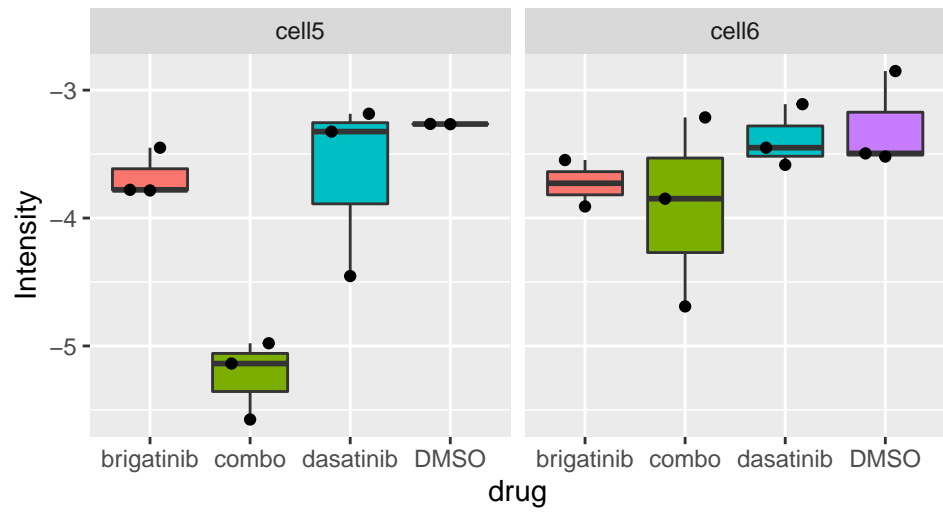 cell5 cell6
Intensity
−3
−4
−5
brigatinib combo dasatinib DMSO brigatinib combo dasatinib DMSO
drug